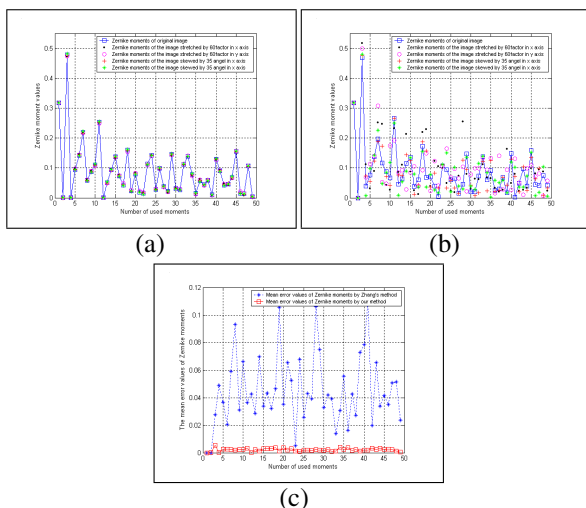 Zernike moments of original image
Zernike moments of the image stretched by 60factor in x axis
Zernike moments of the image stretched by 60factor in y axis
Zernike moments of the image skewed by 35 angel in x axis
Zernike moments of the image skewed by 35 angel in x axis
Zernike moment values
0.5
0.4
0.3
0.2
0.1
0
0 5 10 15 20 25 30 35 40 45 50
Number of used moments
(a)
Zernike moments of original image
Zernike moments of the image stretched by 60factor in x axis
Zernike moments of the image stretched by 60factor in y axis
Zernike moments of the image skewed by 35 angel in x axis
Zernike moments of the image skewed by 35 angel in x axis
Zernike moment values
0.5
0.4
0.3
0.2
0.1
0
0 5 10 15 20 25 30 35 40 45 50
Number of used moments
(b)
Mean error values of Zernike moments by Zhang's method
Mean error values of Zernike moments by our method
The mean error values of Zernike moments
0.12
0.1
0.08
0.06
0.04
0.02
0
0 5 10 15 20 25 30 35 40 45 50
Number of used moments
(c)